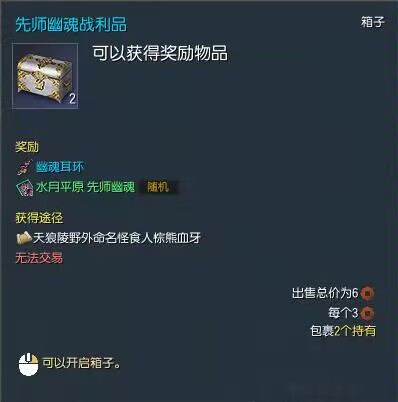 先师幽魂战利品
箱子
可以获得奖励物品
2
奖励
幽魂耳环
水月平原 先师幽魂 随机
获得途径
天狼陵野外命名怪食人棕熊血牙
无法交易
出售总价为6
每个3
包裹2个持有
可以开启箱子。